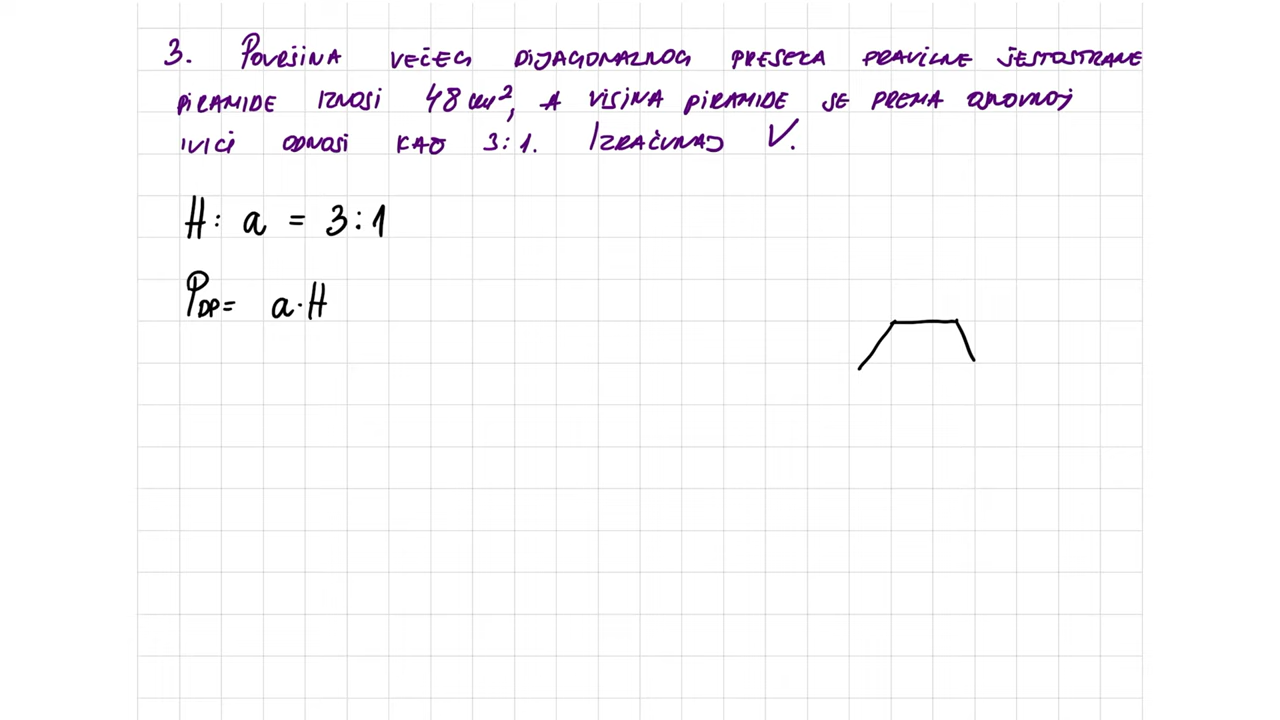 3. POVRŠINA VEĆEG DIJAGONALNOG PRESEKA PRAVILNE ŠESTOSTRANE
PIRAMIDE IZNOSI 48 cm², A VISINA PIRAMIDE SE PREMA OSNOVNOJ
IVICI ODNOSI KAO 3:1. IZRAČUNAJ V.
H: a = 3:1
P_DP = a·H